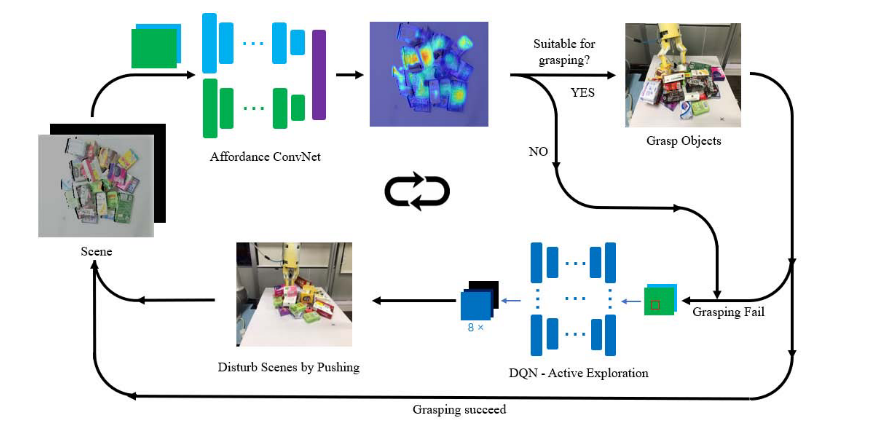 Suitable for
grasping?
YES
Grasp Objects
Affordance ConvNet
NO
Scene
Grasping Fail
8 ×
Disturb Scenes by Pushing
DQN - Active Exploration
Grasping succeed